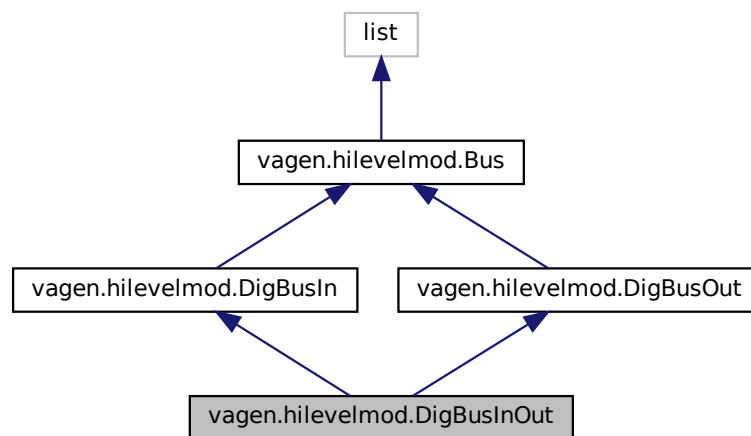 list
vagen.hilevelmod.Bus
vagen.hilevelmod.DigBusIn
vagen.hilevelmod.DigBusOut
vagen.hilevelmod.DigBusInOut